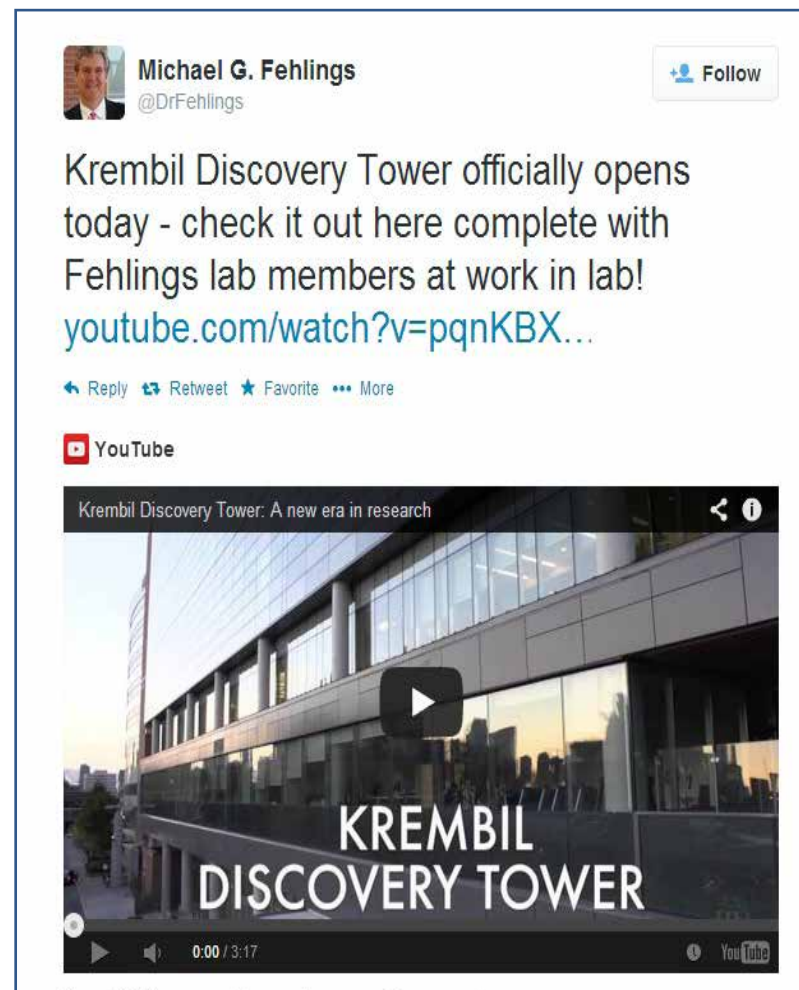 Michael G. Fehlings
@DrFehlings
Follow
Krembil Discovery Tower officially opens
today - check it out here complete with
Fehlings lab members at work in lab!
youtube.com/watch?v=pqnKBX...
Reply Retweet Favorite More
YouTube
Krembil Discovery Tower: A new era in research
KREMBIL
DISCOVERY TOWER
0:00 / 3:17 YouTube